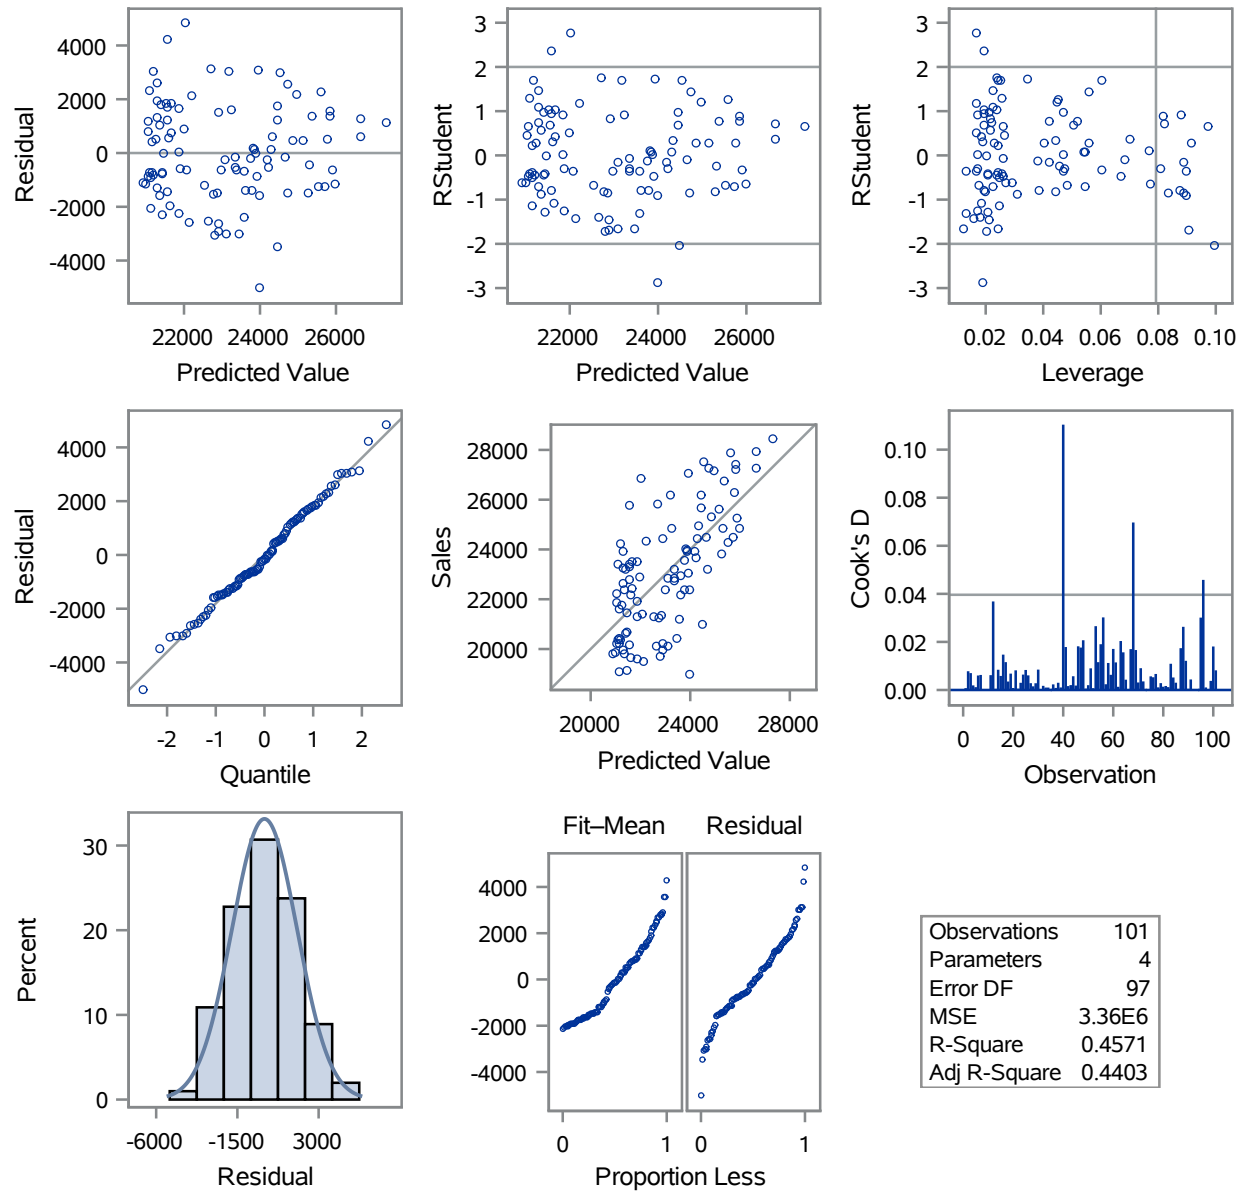 4000
2000
0
-2000
-4000
Residual
22000 24000 26000
Predicted Value
3
2
1
0
-1
-2
-3
RStudent
22000 24000 26000
Predicted Value
3
2
1
0
-1
-2
-3
RStudent
0.02 0.04 0.06 0.08 0.10
Leverage
4000
2000
0
-2000
-4000
Residual
-2 -1 0 1 2
Quantile
28000
26000
24000
22000
20000
Sales
20000 24000 28000
Predicted Value
0.10
0.08
0.06
0.04
0.02
0.00
Cook's D
0 20 40 60 80 100
Observation
30
20
10
0
Percent
-6000 -1500 3000
Residual
Fit–Mean Residual
4000
2000
0
-2000
-4000
0 1 0 1
Proportion Less
Observations 101
Parameters 4
Error DF 97
MSE 3.36E6
R-Square 0.4571
Adj R-Square 0.4403